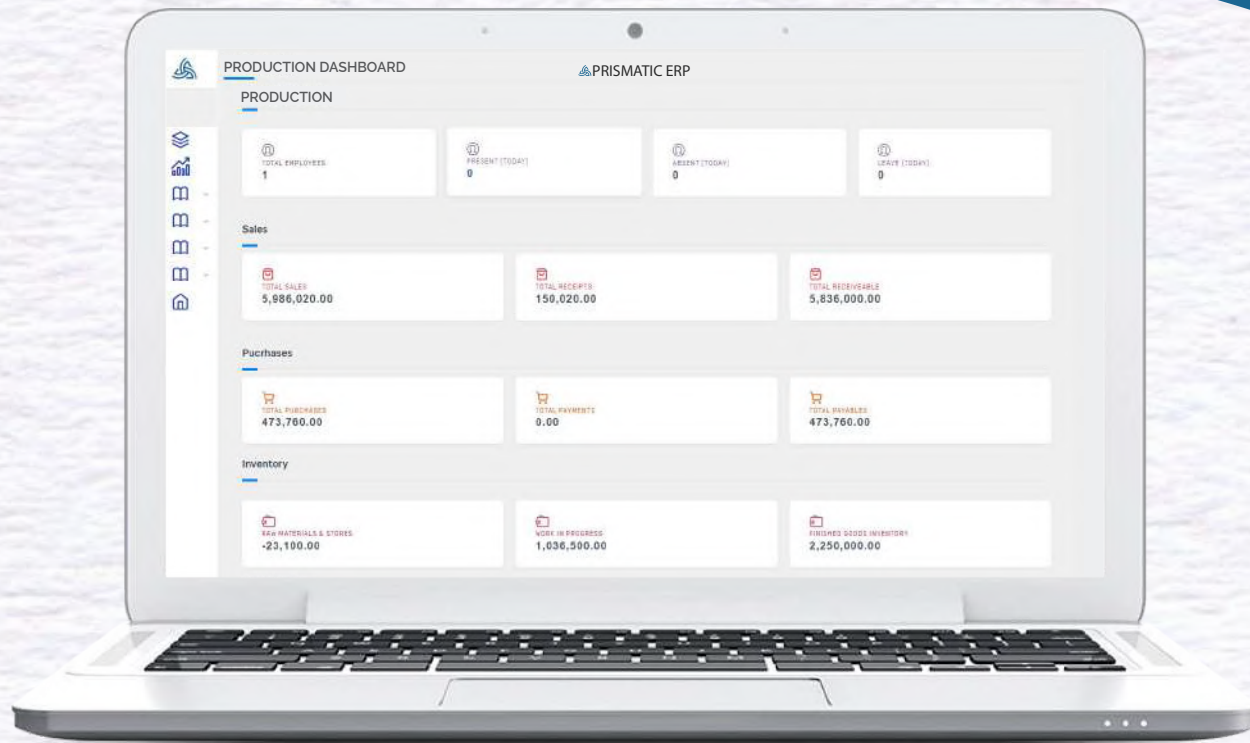 PRODUCTION DASHBOARD
PRISMATIC ERP
PRODUCTION
TOTAL EMPLOYEES
1
PRESENT (TODAY)
0
ABSENT (TODAY)
0
LEAVE (TODAY)
0
Sales
TOTAL SALES
5,986,020.00
TOTAL RECEIPTS
150,020.00
TOTAL RECEIVEABLE
5,836,000.00
Pucrhases
TOTAL PURCHASES
473,760.00
TOTAL PAYMENTS
0.00
TOTAL PAYABLES
473,760.00
Inventory
RAW MATERIALS & STORES
-23,100.00
WORK IN PROGRESS
1,036,500.00
FINISHED GOODS INVENTORY
2,250,000.00